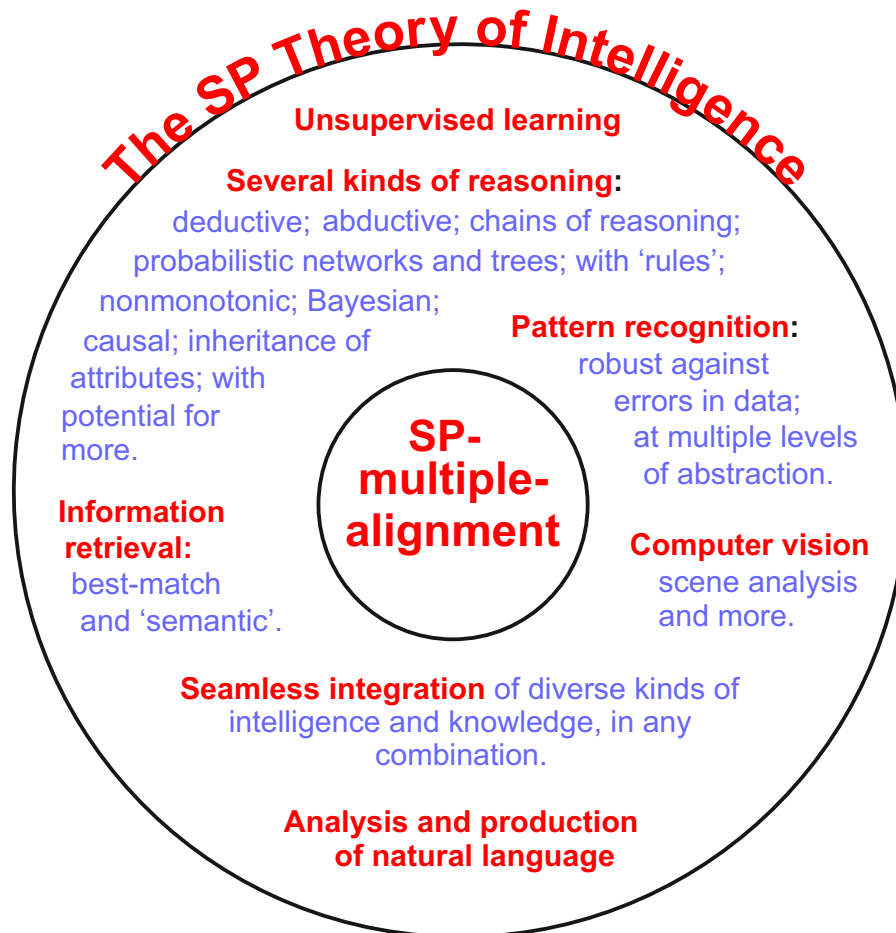 The SP Theory of Intelligence
Unsupervised learning
Several kinds of reasoning:
deductive; abductive; chains of reasoning;
probabilistic networks and trees; with ‘rules’;
nonmonotonic; Bayesian;
causal; inheritance of
attributes; with
potential for
more.
Pattern recognition:
robust against
errors in data;
at multiple levels
of abstraction.
SP-
multiple-
alignment
Information
retrieval:
best-match
and ‘semantic’.
Computer vision
scene analysis
and more.
Seamless integration of diverse kinds of
intelligence and knowledge, in any
combination.
Analysis and production
of natural language